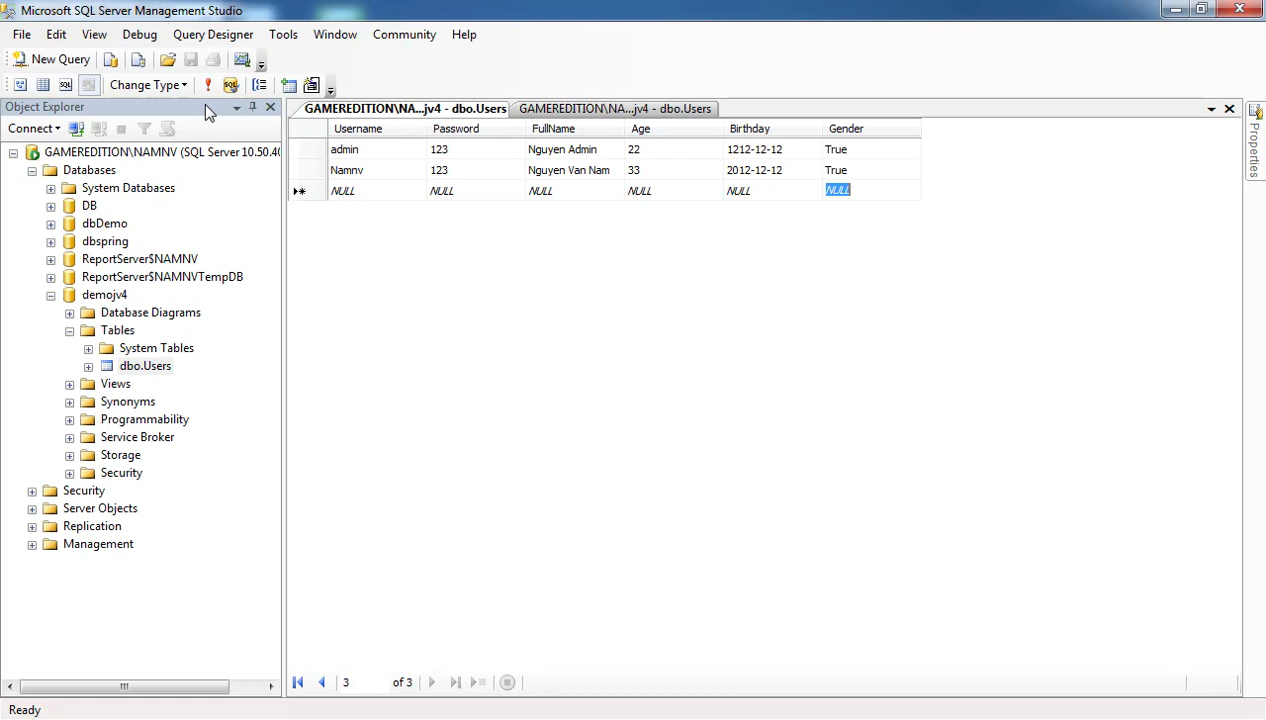 Microsoft SQL Server Management Studio
File Edit View Debug Query Designer Tools Window Community Help
New Query
Change Type
Object Explorer
Connect
GAMEREDITION\NAMNV (SQL Server 10.50.40
Databases
System Databases
DB
dbDemo
dbspring
ReportServer$NAMNV
ReportServer$NAMNVTempDB
demojv4
Database Diagrams
Tables
System Tables
dbo.Users
Views
Synonyms
Programmability
Service Broker
Storage
Security
Security
Server Objects
Replication
Management
GAMEREDITION\NA...jv4 - dbo.Users GAMEREDITION\NA...jv4 - dbo.Users
Username Password FullName Age Birthday Gender
admin 123 Nguyen Admin 22 1212-12-12 True
Namnv 123 Nguyen Van Nam 33 2012-12-12 True
NULL NULL NULL NULL NULL NULL
3 of 3
Properties
Ready